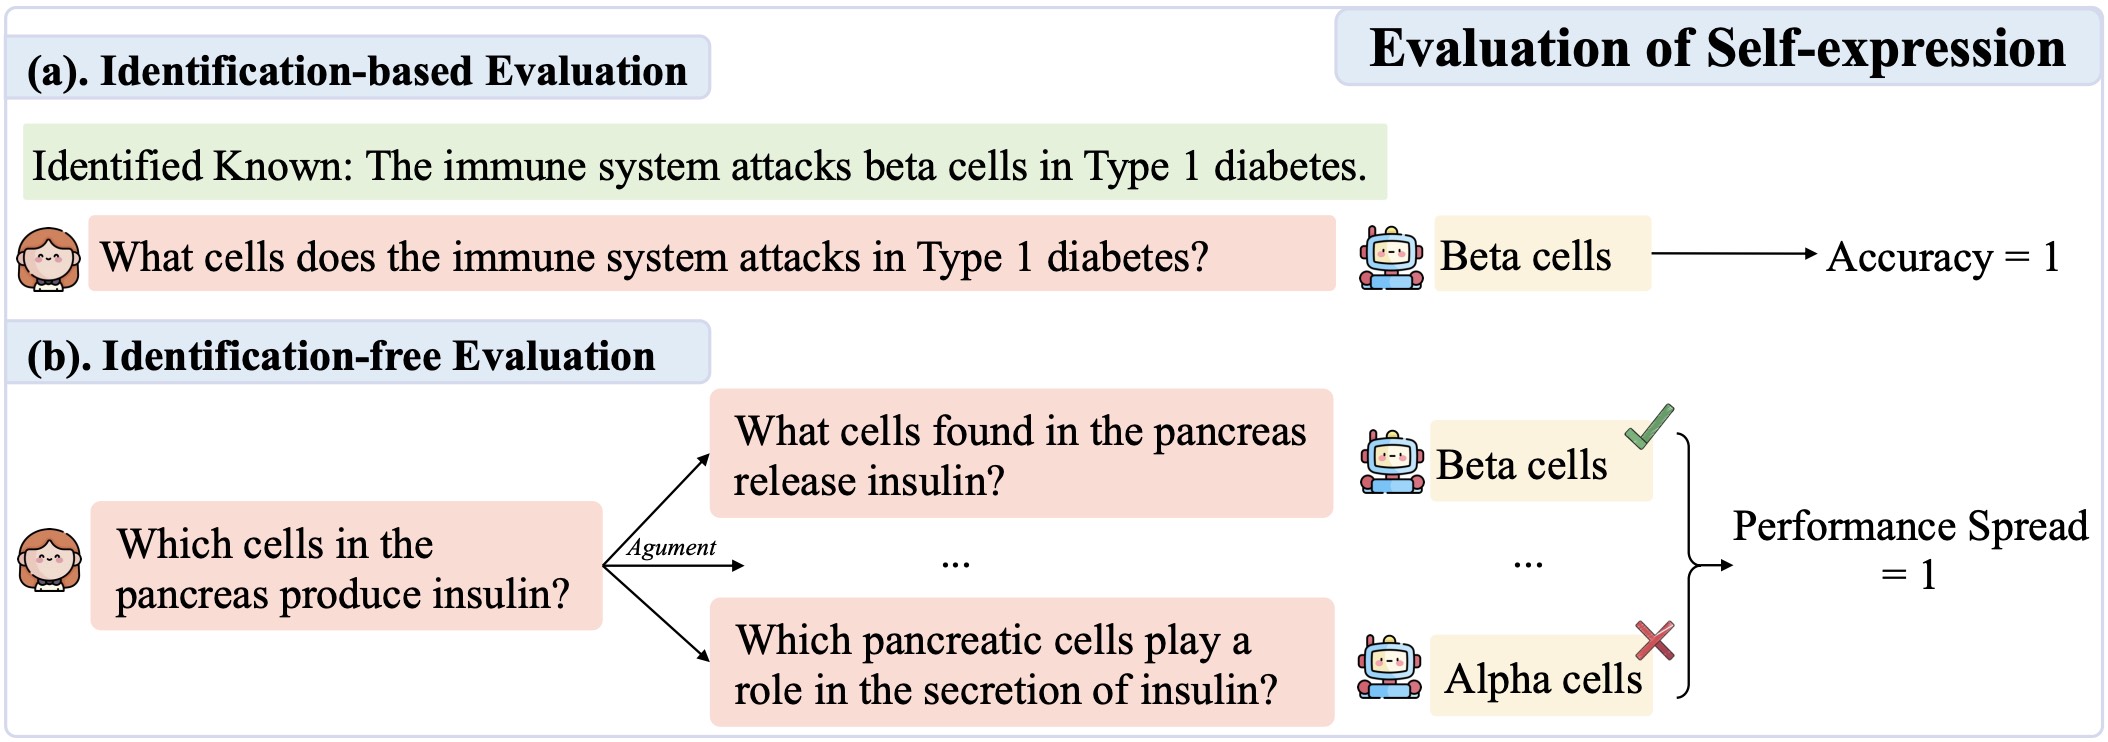 Evaluation of Self-expression
(a). Identification-based Evaluation
Identified Known: The immune system attacks beta cells in Type 1 diabetes.
What cells does the immune system attacks in Type 1 diabetes?
Beta cells
Accuracy = 1
(b). Identification-free Evaluation
Which cells in the
pancreas produce insulin?
Agument
What cells found in the pancreas
release insulin?
...
Which pancreatic cells play a
role in the secretion of insulin?
Beta cells
...
Alpha cells
Performance Spread
= 1